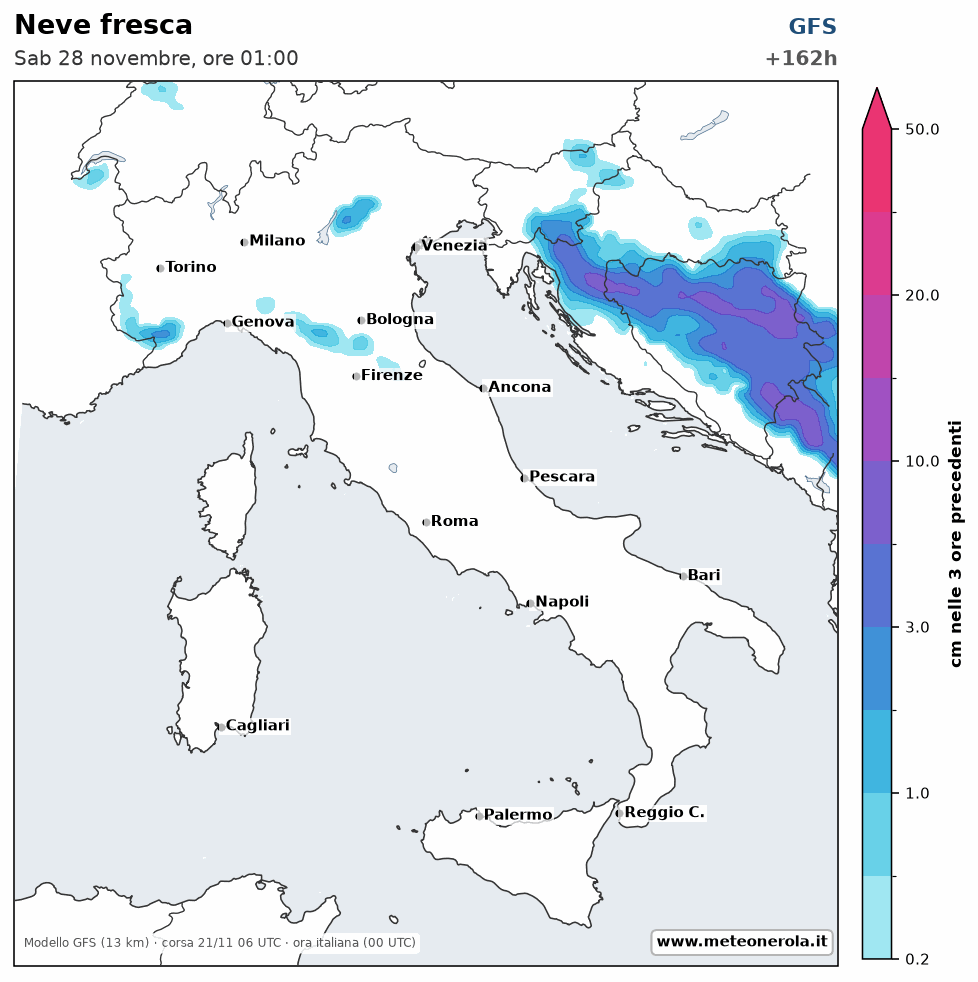 Neve fresca
GFS
Sab 28 novembre, ore 01:00
+162h
50.0
20.0
10.0
3.0
1.0
0.2
cm nelle 3 ore precedenti
Milano
Venezia
Torino
Genova
Bologna
Firenze
Ancona
Pescara
Roma
Bari
Napoli
Cagliari
Palermo
Reggio C.
Modello GFS (13 km) · corsa 21/11 06 UTC · ora italiana (00 UTC)
www.meteonerola.it